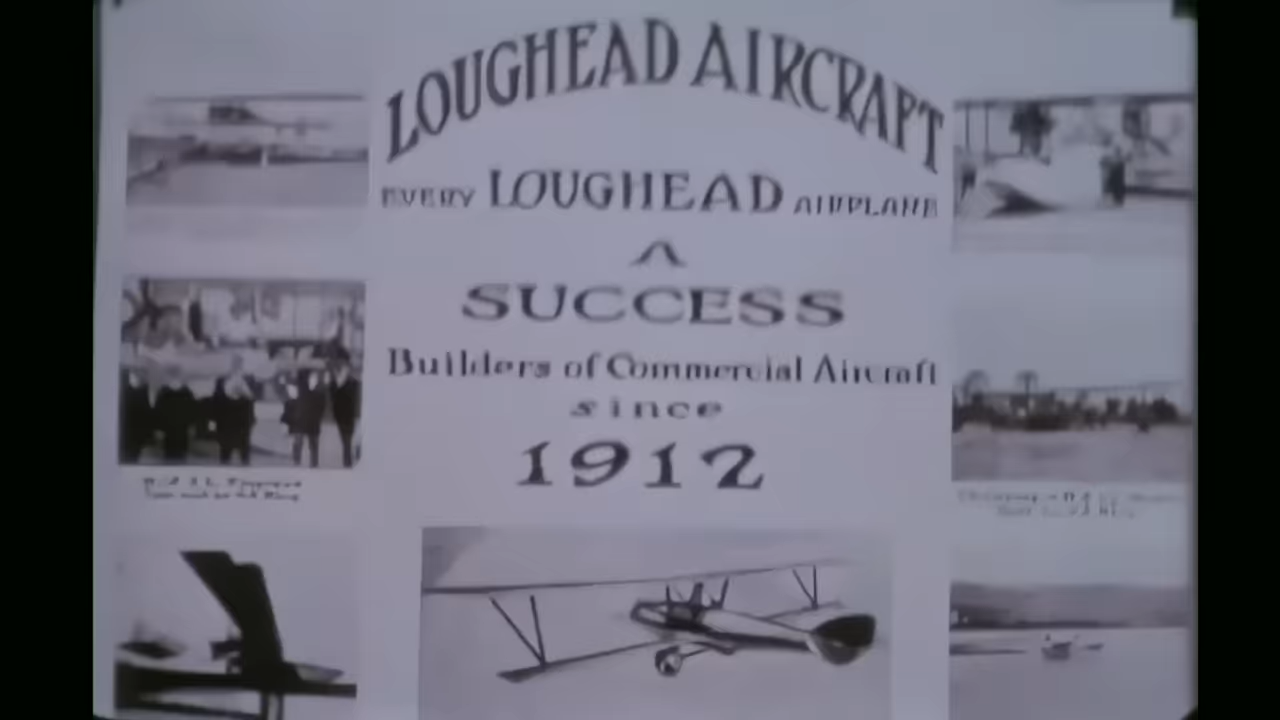 LOUGHEAD AIRCRAFT
EVERY LOUGHEAD AIRPLANE
A
SUCCESS
Builders of Commercial Aircraft
since
1912